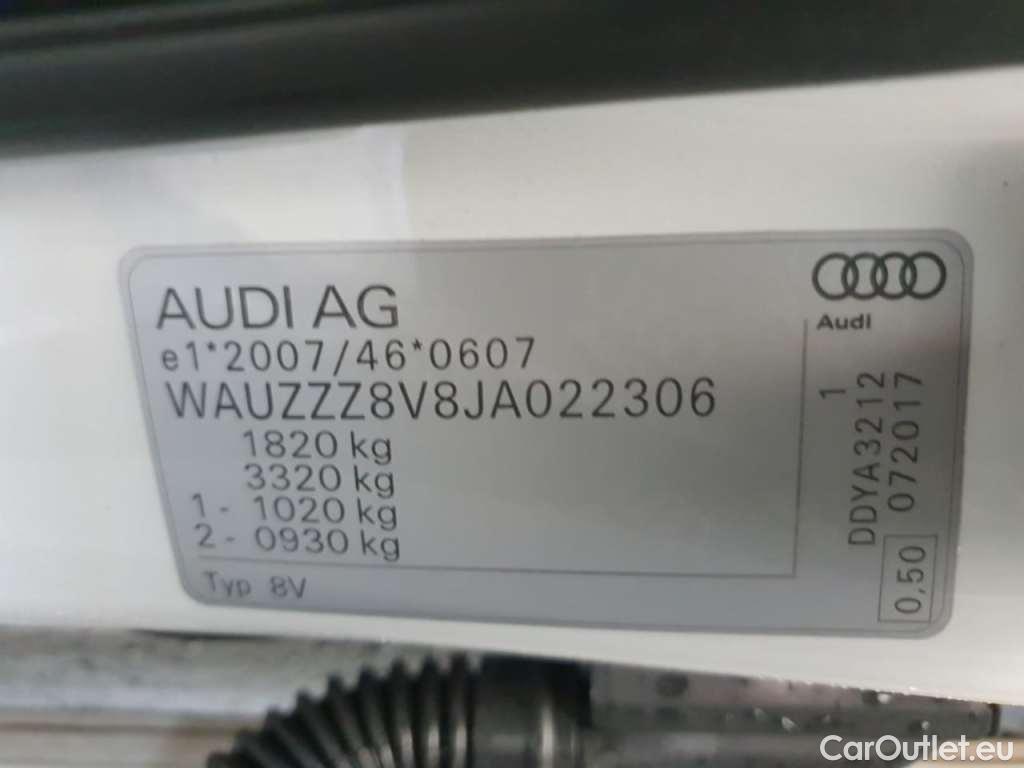 AUDI AG
e1*2007/46*0607
WAUZZZ8V8JA022306
1820 kg
3320 kg
1 - 1020 kg
2 - 0930 kg
Typ 8V
Audi
1
DDYA3212
072017
0,50
CarOutlet.eu